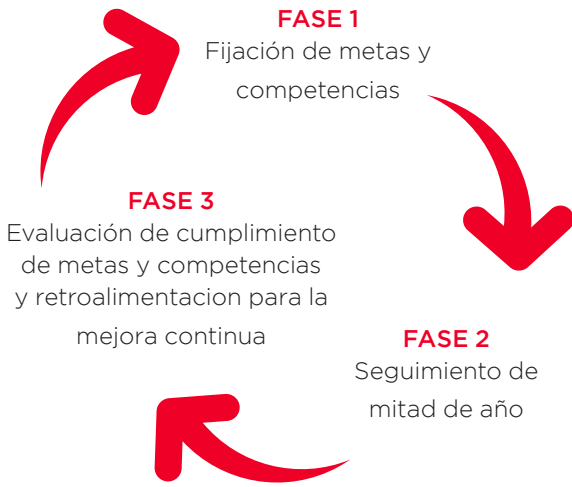 FASE 1
Fijación de metas y
competencias
FASE 3
Evaluación de cumplimiento
de metas y competencias
y retroalimentacion para la
mejora continua
FASE 2
Seguimiento de
mitad de año